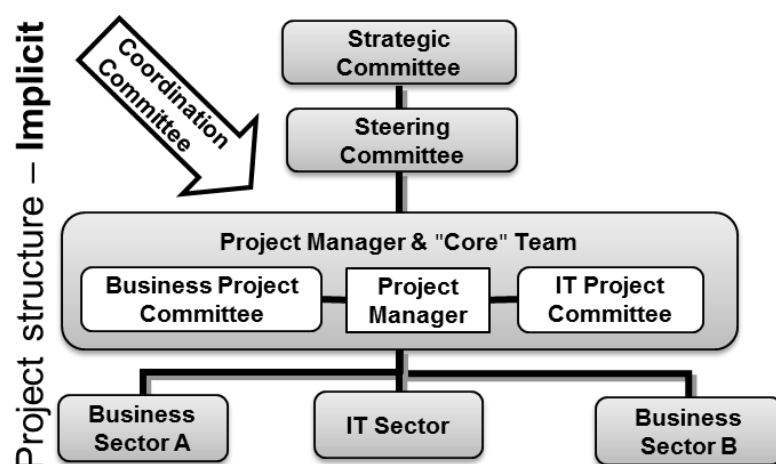 Project structure – Implicit
Coordination
Committee
Strategic
Committee
Steering
Committee
Project Manager & "Core" Team
Business Project
Committee
Project
Manager
IT Project
Committee
Business
Sector A
IT Sector
Business
Sector B